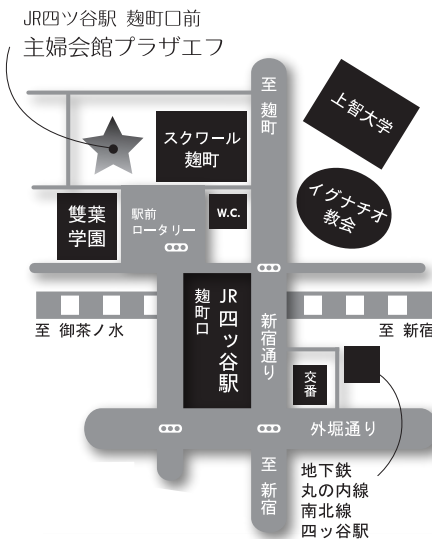 JR四ツ谷駅 麹町口前
主婦会館プラザエフ
至 麹町
上智大学
スクワール
麹町
イグナチオ
教会
雙葉
学園
駅前
ロータリー
W.C.
JR四ツ谷駅
麹町口
新宿通り
至 御茶ノ水
至 新宿
交番
外堀通り
至 新宿
地下鉄
丸の内線
南北線
四ツ谷駅